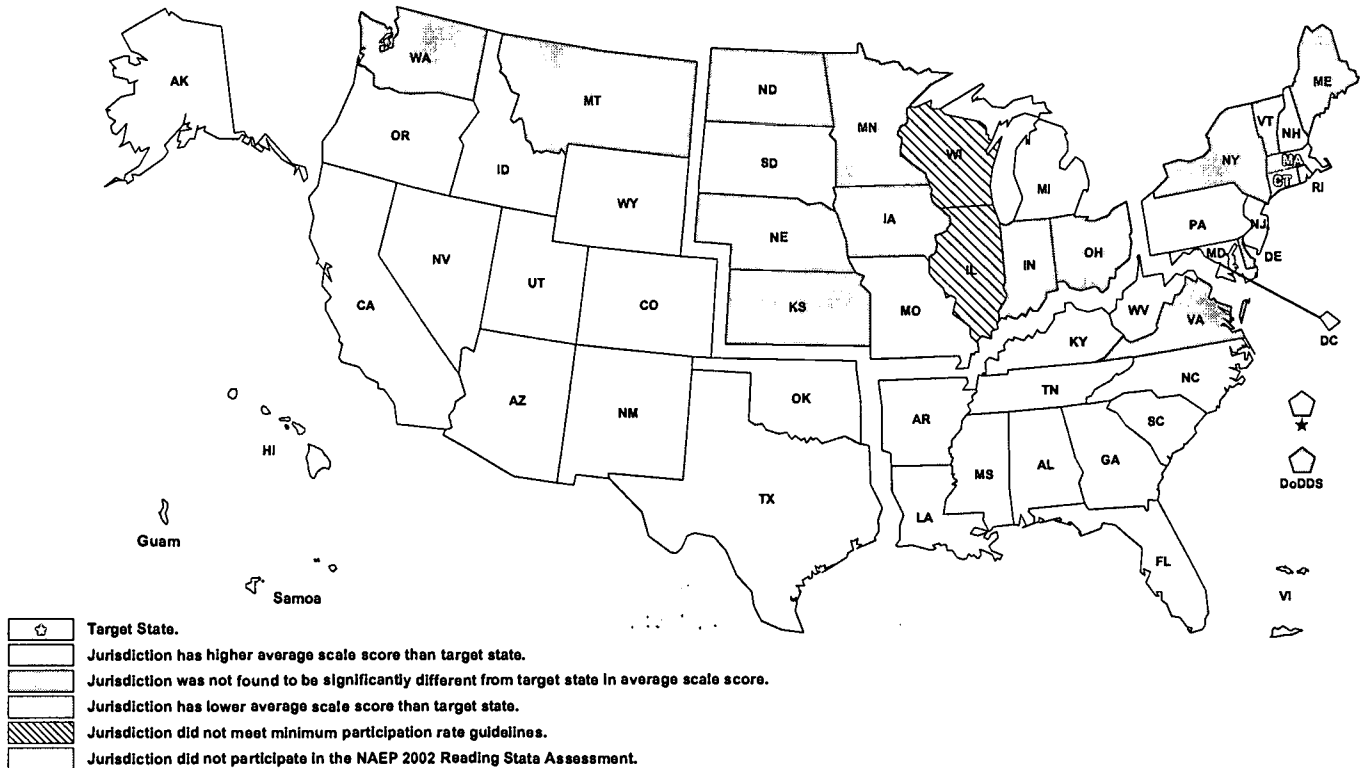 AK
WA
MT
ND
MN
ME
VT
NH
OR
ID
SD
WI
NY
MA
CT
RI
WY
MI
IA
PA
NJ
NE
NV
UT
IL
IN
OH
MD
DE
CA
CO
KS
MO
WV
VA
DC
KY
AZ
NM
OK
AR
TN
NC
SC
HI
TX
MS
AL
GA
LA
DoDDS
Guam
FL
Samoa
VI
Target State.
Jurisdiction has higher average scale score than target state.
Jurisdiction was not found to be significantly different from target state in average scale score.
Jurisdiction has lower average scale score than target state.
Jurisdiction did not meet minimum participation rate guidelines.
Jurisdiction did not participate in the NAEP 2002 Reading Stata Assessment.